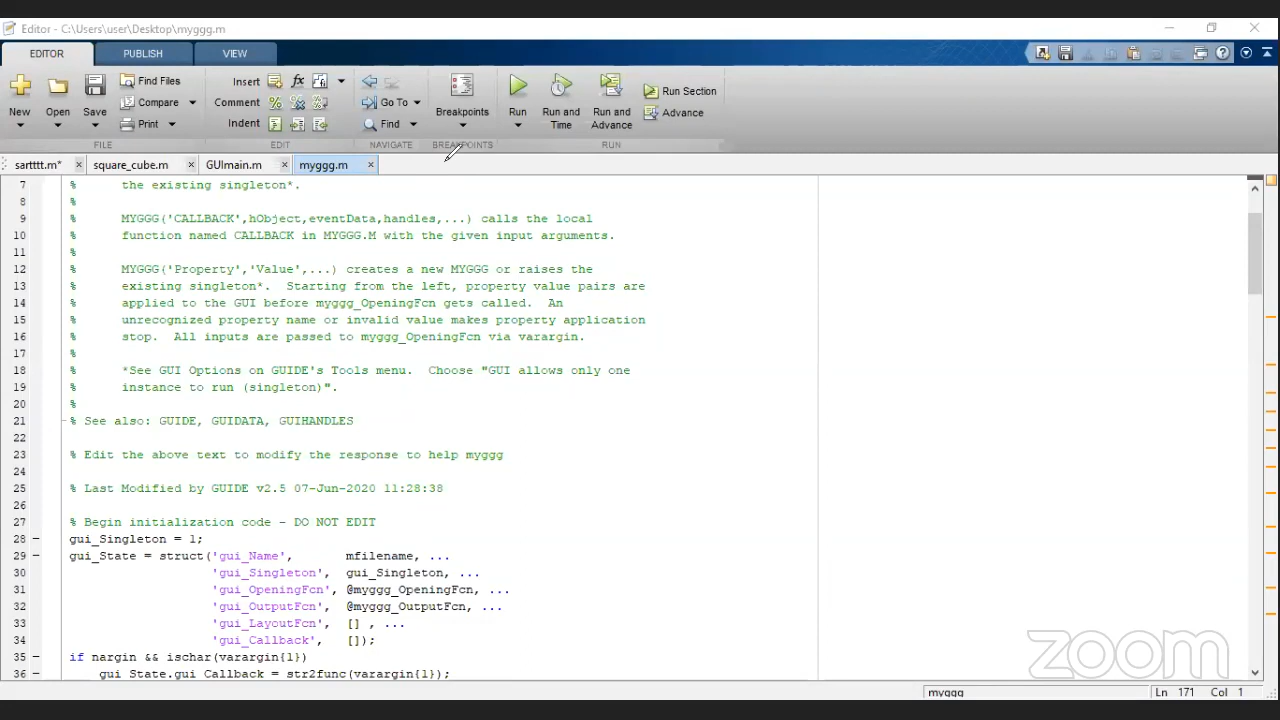 Editor - C:\Users\user\Desktop\myggg.m
EDITOR PUBLISH VIEW
New Open Save Find Files Compare Print FILE
Insert fx Comment Indent EDIT
Go To Find NAVIGATE
Breakpoints BREAKPOINTS
Run Run and Time Run and Advance Run Section Advance RUN
sartttt.m* square_cube.m GUImain.m myggg.m
7 %      the existing singleton*.
8 %
9 %      MYGGG('CALLBACK',hObject,eventData,handles,...) calls the local
10 %      function named CALLBACK in MYGGG.M with the given input arguments.
11 %
12 %      MYGGG('Property','Value',...) creates a new MYGGG or raises the
13 %      existing singleton*.  Starting from the left, property value pairs are
14 %      applied to the GUI before myggg_OpeningFcn gets called.  An
15 %      unrecognized property name or invalid value makes property application
16 %      stop.  All inputs are passed to myggg_OpeningFcn via varargin.
17 %
18 %      *See GUI Options on GUIDE's Tools menu.  Choose "GUI allows only one
19 %      instance to run (singleton)".
20 %
21 % See also: GUIDE, GUIDATA, GUIHANDLES
22
23 % Edit the above text to modify the response to help myggg
24
25 % Last Modified by GUIDE v2.5 07-Jun-2020 11:28:38
26
27 % Begin initialization code - DO NOT EDIT
28 – gui_Singleton = 1;
29 – gui_State = struct('gui_Name',       mfilename, ...
30                    'gui_Singleton',  gui_Singleton, ...
31                    'gui_OpeningFcn', @myggg_OpeningFcn, ...
32                    'gui_OutputFcn',  @myggg_OutputFcn, ...
33                    'gui_LayoutFcn',  [] , ...
34                    'gui_Callback',   []);
35 – if nargin && ischar(varargin{1})
36 –     gui_State.gui_Callback = str2func(varargin{1});
zoom
myggg Ln 171 Col 1